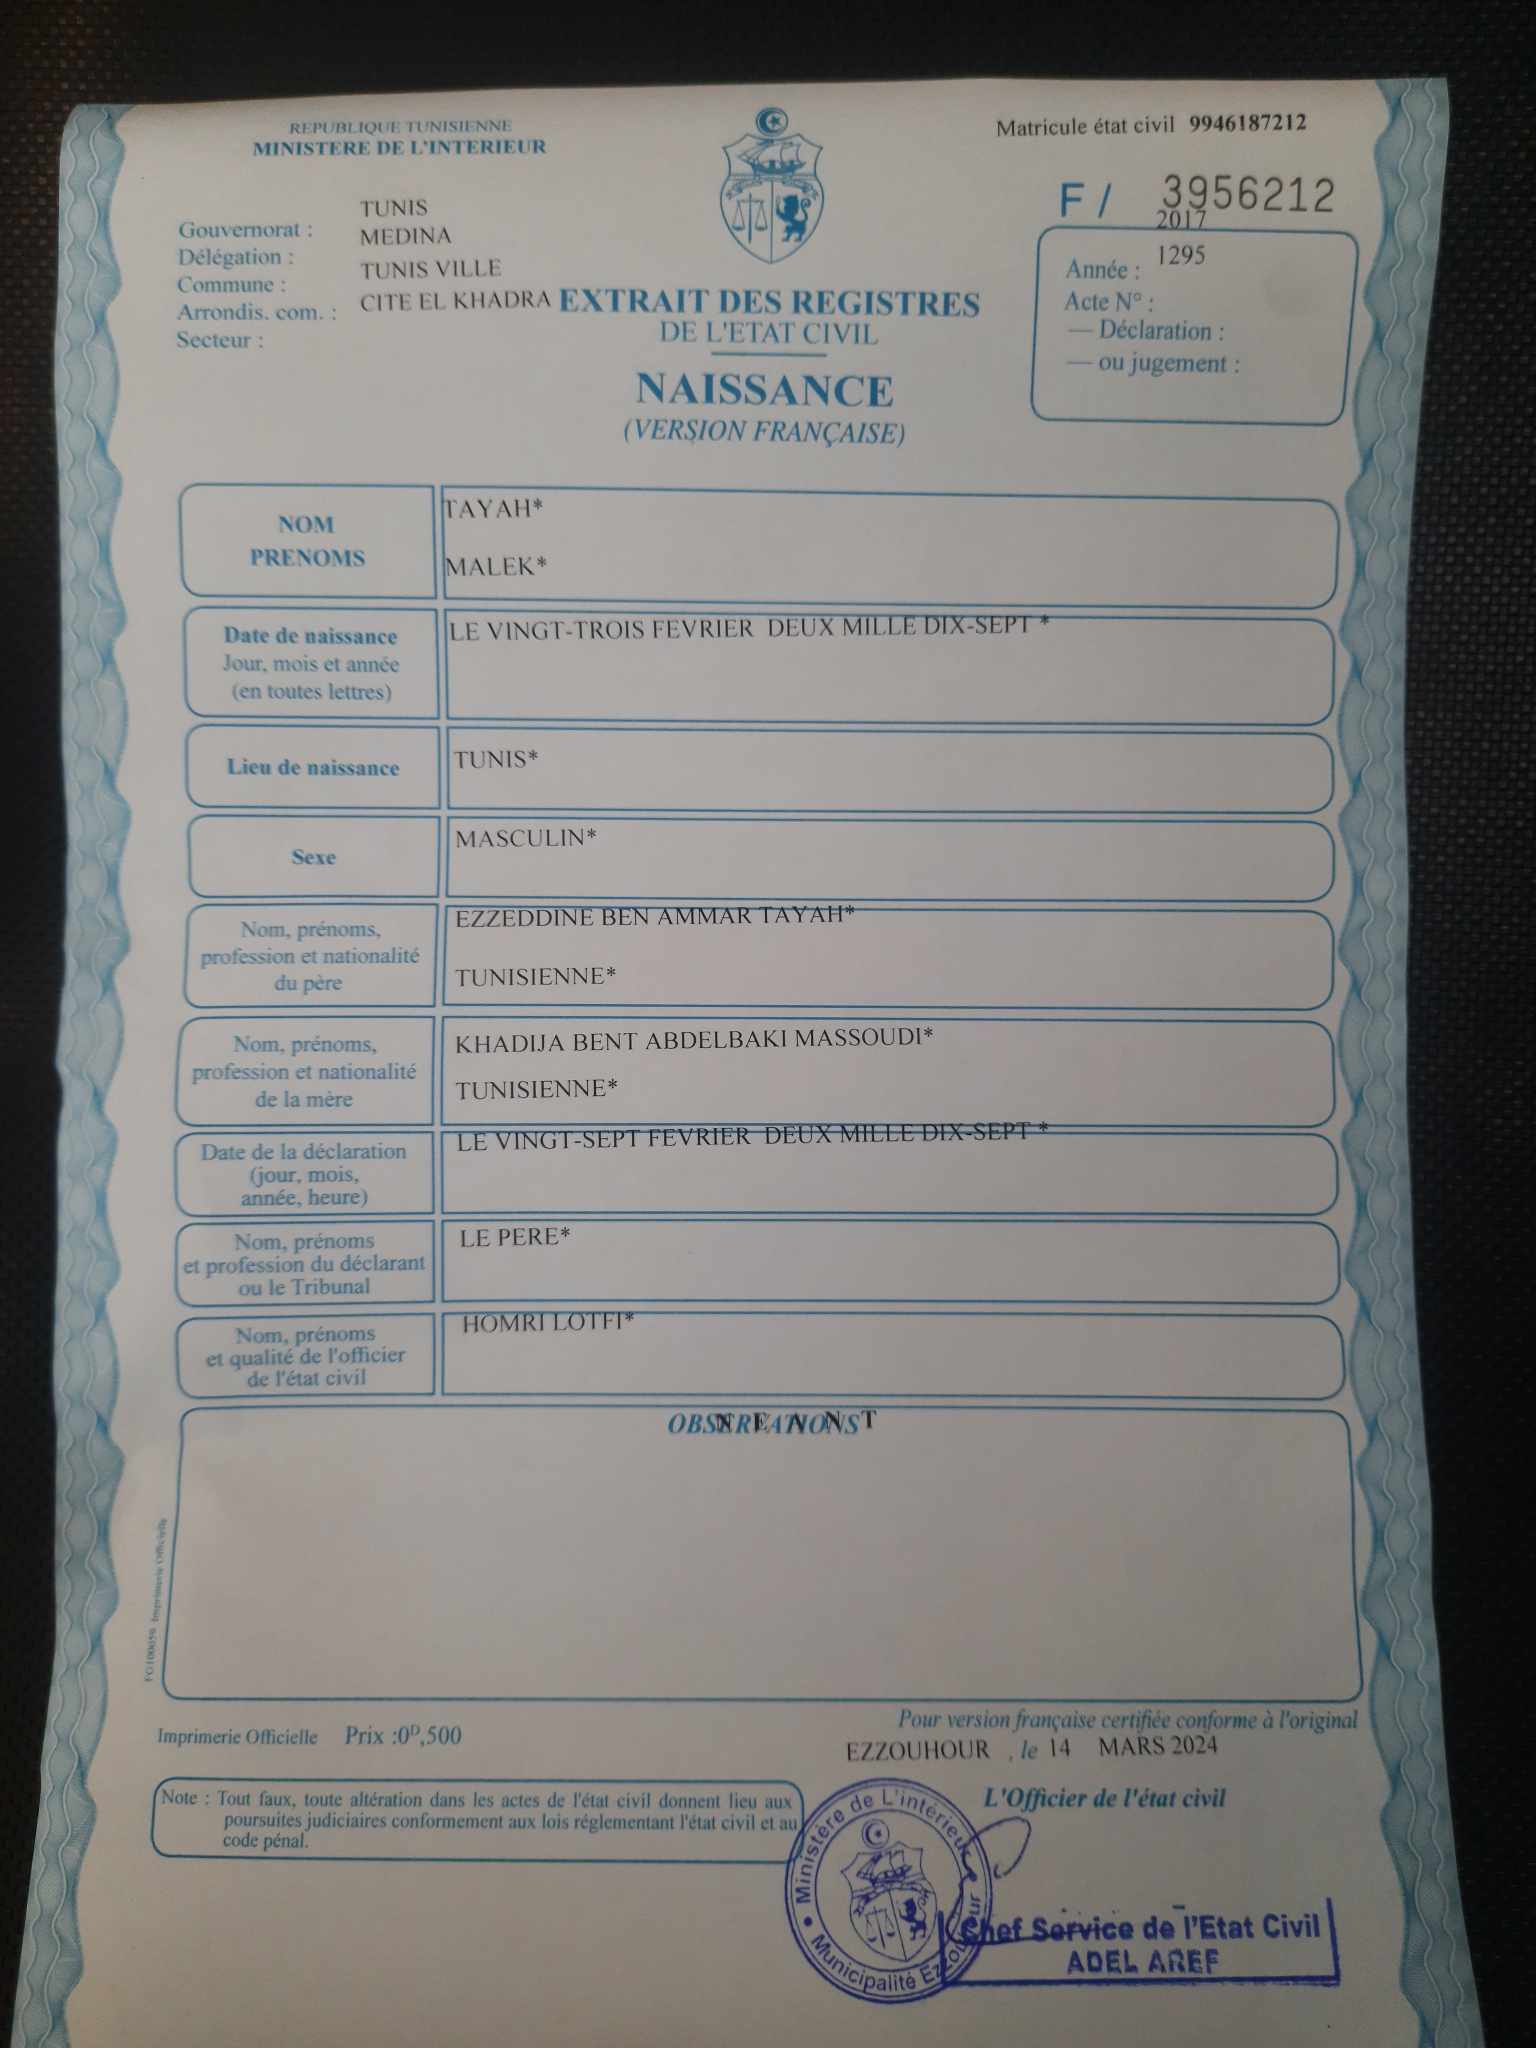 REPUBLIQUE TUNISIENNE
MINISTERE DE L'INTERIEUR
Matricule état civil 9946187212
F / 3956212
Gouvernorat : TUNIS
Délégation : MEDINA
Commune : TUNIS VILLE
Arrondis. com. : CITE EL KHADRA
Secteur :
2017
Année : 1295
Acte N° :
— Déclaration :
— ou jugement :
EXTRAIT DES REGISTRES
DE L'ETAT CIVIL
NAISSANCE
(VERSION FRANÇAISE)
NOM
PRENOMS
TAYAH*
MALEK*
Date de naissance
Jour, mois et année
(en toutes lettres)
LE VINGT-TROIS FEVRIER DEUX MILLE DIX-SEPT *
Lieu de naissance
TUNIS*
Sexe
MASCULIN*
Nom, prénoms,
profession et nationalité
du père
EZZEDDINE BEN AMMAR TAYAH*
TUNISIENNE*
Nom, prénoms,
profession et nationalité
de la mère
KHADIJA BENT ABDELBAKI MASSOUDI*
TUNISIENNE*
Date de la déclaration
(jour, mois,
année, heure)
LE VINGT-SEPT FEVRIER DEUX MILLE DIX-SEPT *
Nom, prénoms
et profession du déclarant
ou le Tribunal
LE PERE*
Nom, prénoms
et qualité de l'officier
de l'état civil
HOMRI LOTFI*
OBSERVATIONS
N E A N T
FO100059 Imprimerie Officielle
Imprimerie Officielle Prix :0D,500
Pour version française certifiée conforme à l'original
EZZOUHOUR , le 14 MARS 2024
Note : Tout faux, toute altération dans les actes de l'état civil donnent lieu aux
poursuites judiciaires conformement aux lois réglementant l'état civil et au
code pénal.
L'Officier de l'état civil
Ministère de L'intérieur
Municipalité Ezzouhour
Chef Service de l'Etat Civil
ADEL AREF